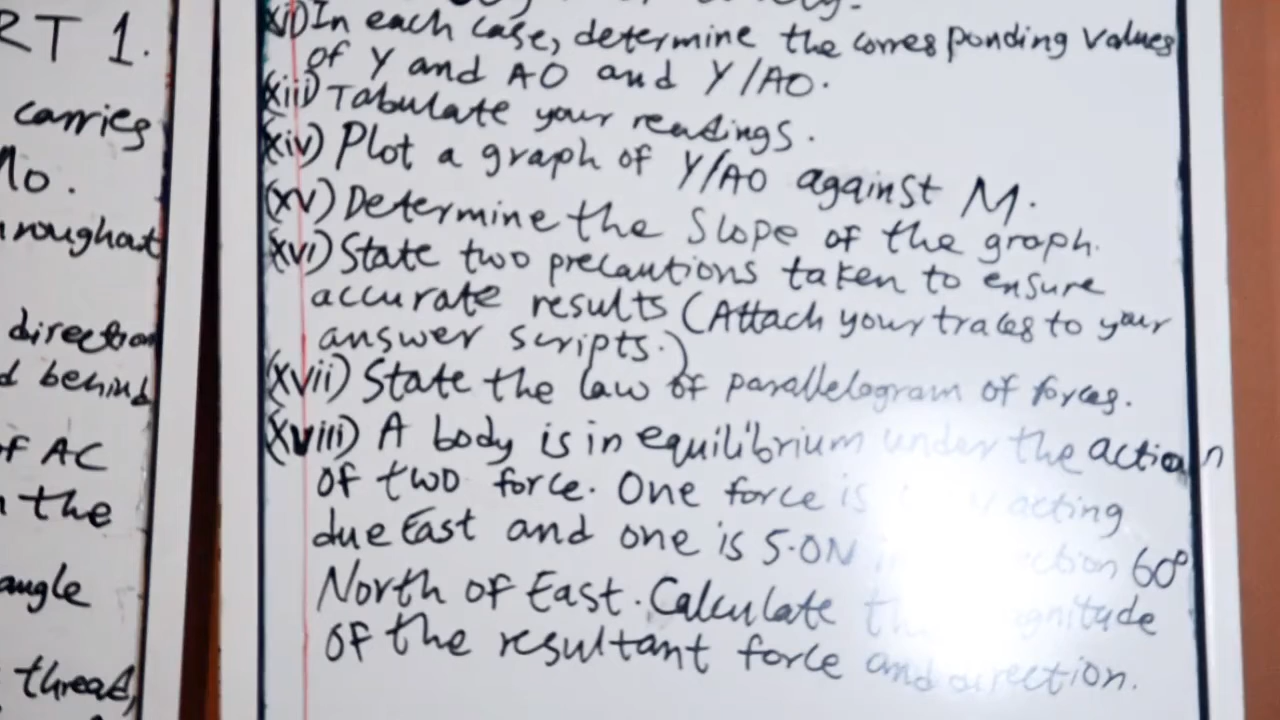 RT 1.
carries
Mo.
roughout
direction
d behind
of AC
the
angle
thread,
xi) In each case, determine the corresponding values
of Y and AO and Y/AO.
(xiii) Tabulate your readings.
(xiv) Plot a graph of Y/AO against M.
(xv) Determine the Slope of the graph.
(xvi) State two precautions taken to ensure
accurate results (Attach your traces to your
answer scripts.)
(xvii) State the law of parallelogram of forces.
(xviii) A body is in equilibrium under the action
of two force. One force is acting
due East and one is 5.0N 60°
North of East. Calculate the magnitude
of the resultant force and direction.